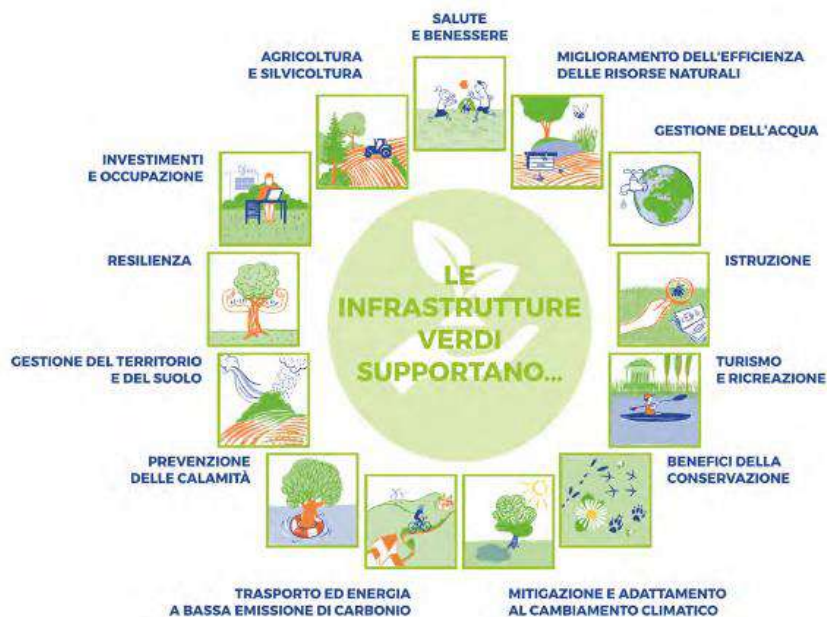 SALUTE
E BENESSERE
AGRICOLTURA
E SILVICOLTURA
MIGLIORAMENTO DELL'EFFICIENZA
DELLE RISORSE NATURALI
GESTIONE DELL'ACQUA
INVESTIMENTI
E OCCUPAZIONE
RESILIENZA
ISTRUZIONE
LE
INFRASTRUTTURE
VERDI
SUPPORTANO...
GESTIONE DEL TERRITORIO
E DEL SUOLO
TURISMO
E RICREAZIONE
PREVENZIONE
DELLE CALAMITÀ
BENEFICI DELLA
CONSERVAZIONE
TRASPORTO ED ENERGIA
A BASSA EMISSIONE DI CARBONIO
MITIGAZIONE E ADATTAMENTO
AL CAMBIAMENTO CLIMATICO